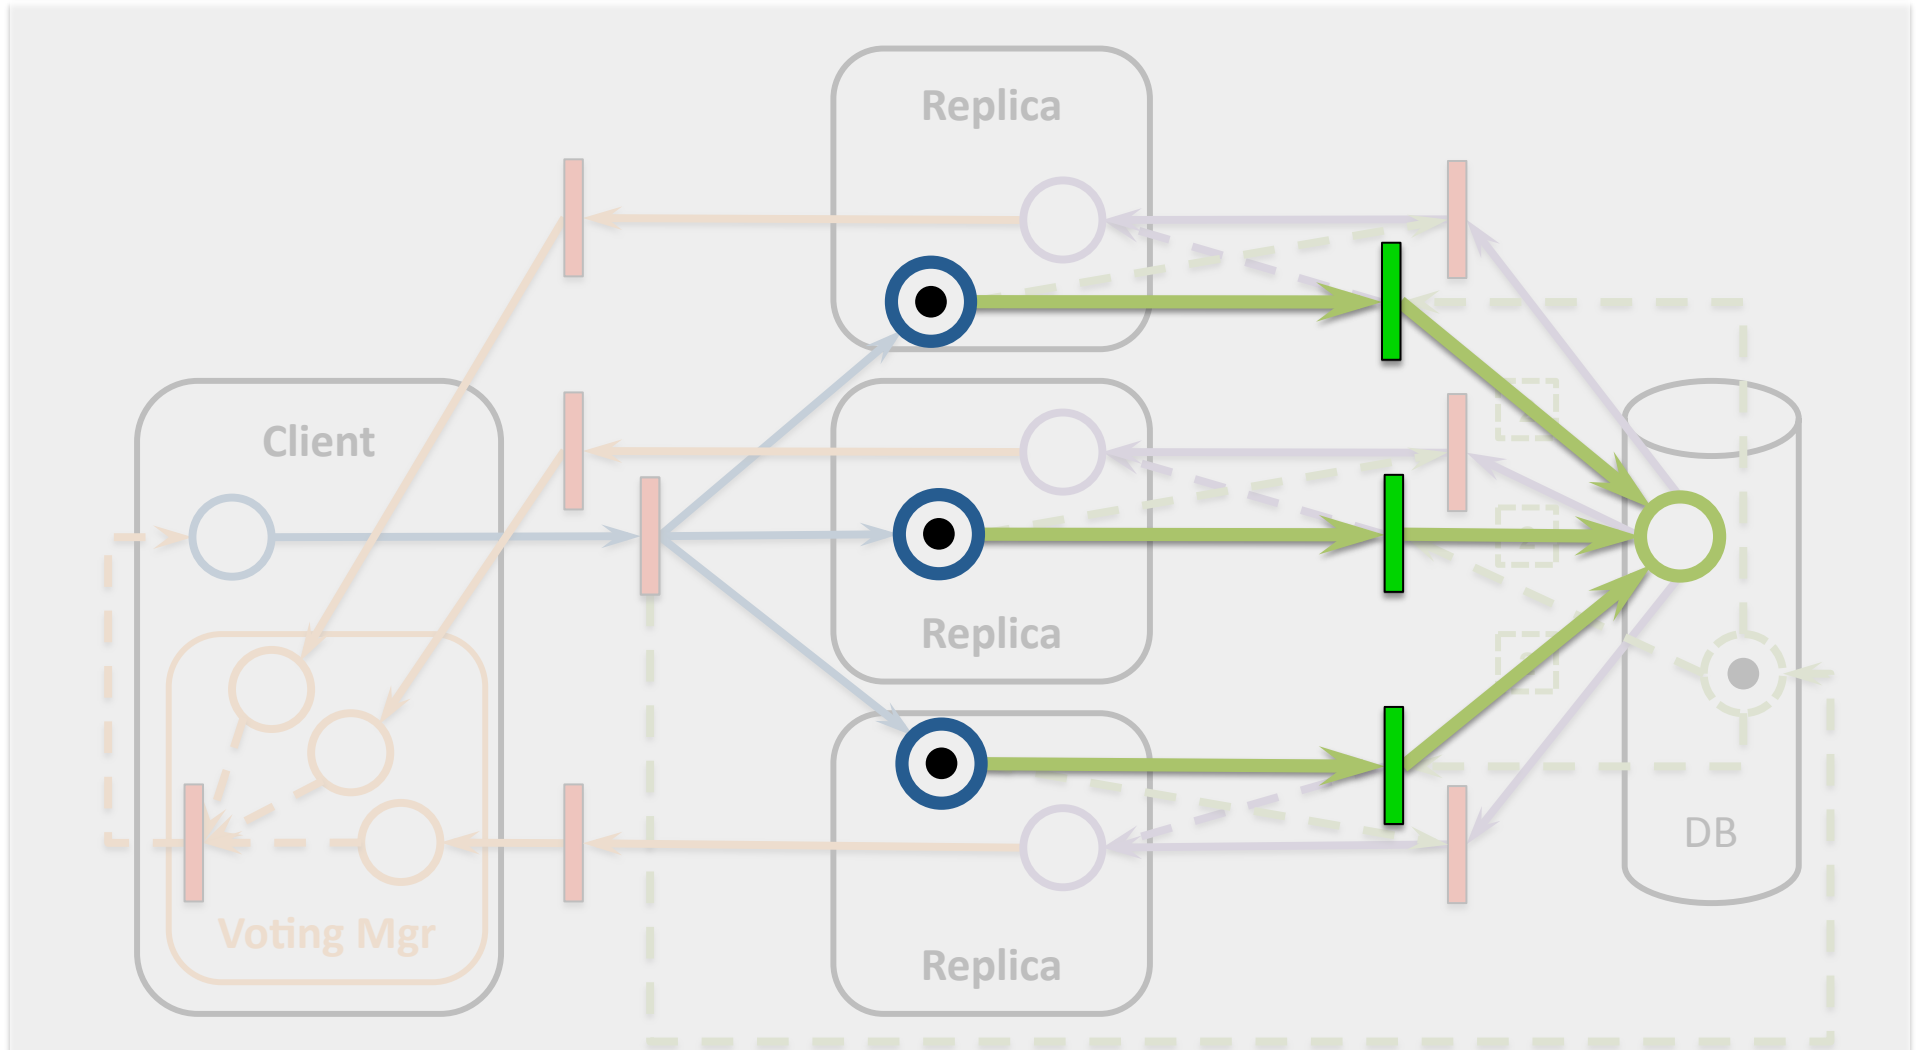 Replica
Client
Replica
DB
Voting Mgr
Replica